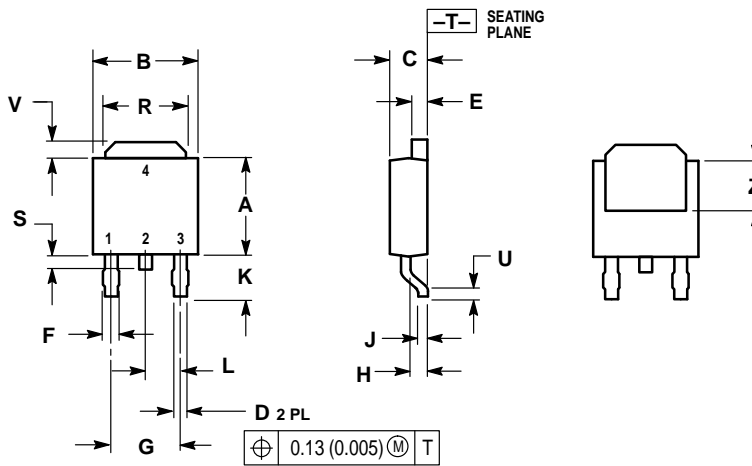 –T– SEATING
PLANE
C
B
V
R
E
4
A
Z
S
1 2 3
K
U
F
J
L
H
D 2 PL
G
⌖ 0.13 (0.005) Ⓜ T